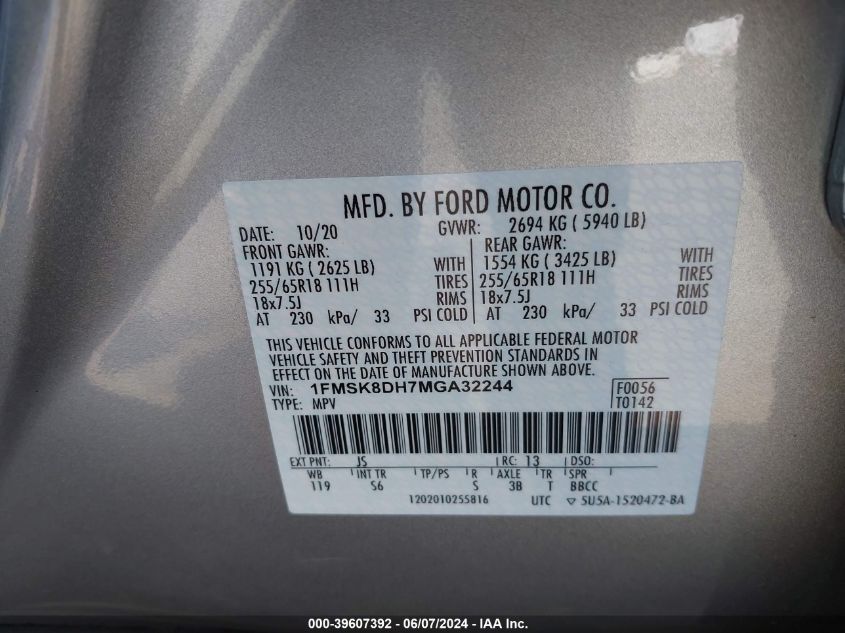 MFD. BY FORD MOTOR CO.
DATE: 10/20 GVWR: 2694 KG ( 5940 LB)
FRONT GAWR: REAR GAWR:
1191 KG ( 2625 LB) WITH 1554 KG ( 3425 LB) WITH
255/65R18 111H TIRES 255/65R18 111H TIRES
18x7.5J RIMS 18x7.5J RIMS
AT 230 kPa/ 33 PSI COLD AT 230 kPa/ 33 PSI COLD
THIS VEHICLE CONFORMS TO ALL APPLICABLE FEDERAL MOTOR
VEHICLE SAFETY AND THEFT PREVENTION STANDARDS IN
EFFECT ON THE DATE OF MANUFACTURE SHOWN ABOVE.
VIN: 1FMSK8DH7MGA32244 F0056
TYPE: MPV T0142
EXT PNT: JS RC: 13 DSO:
WB INT TR TP/PS R AXLE TR SPR
119 S6 S 3B T BBCC
1202010255816 UTC ▽ 5U5A-1520472-BA
000-39607392 - 06/07/2024 - IAA Inc.